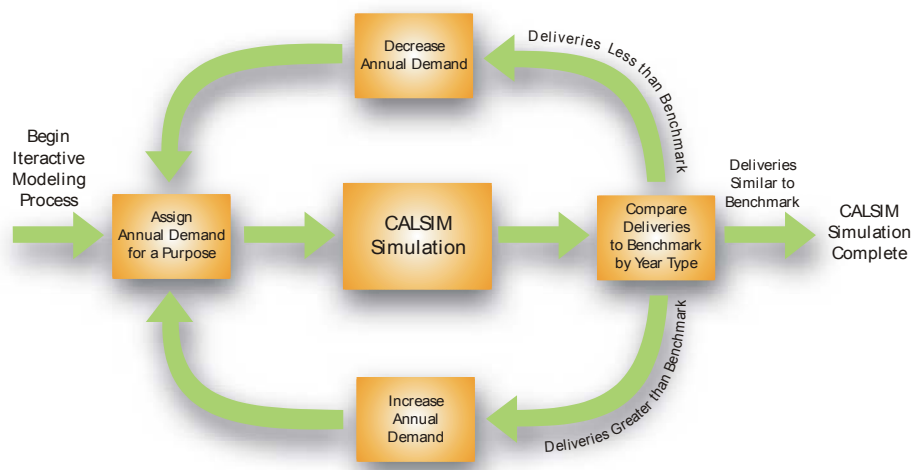 Begin
Iteractive
Modeling
Process
Assign
Annual Demand
for a Purpose
Decrease
Annual Demand
CALSIM
Simulation
Increase
Annual
Demand
Compare
Deliveries
to Benchmark
by Year Type
Deliveries Less than Benchmark
Deliveries Greater than Benchmark
Deliveries
Similar to
Benchmark
CALSIM
Simulation
Complete